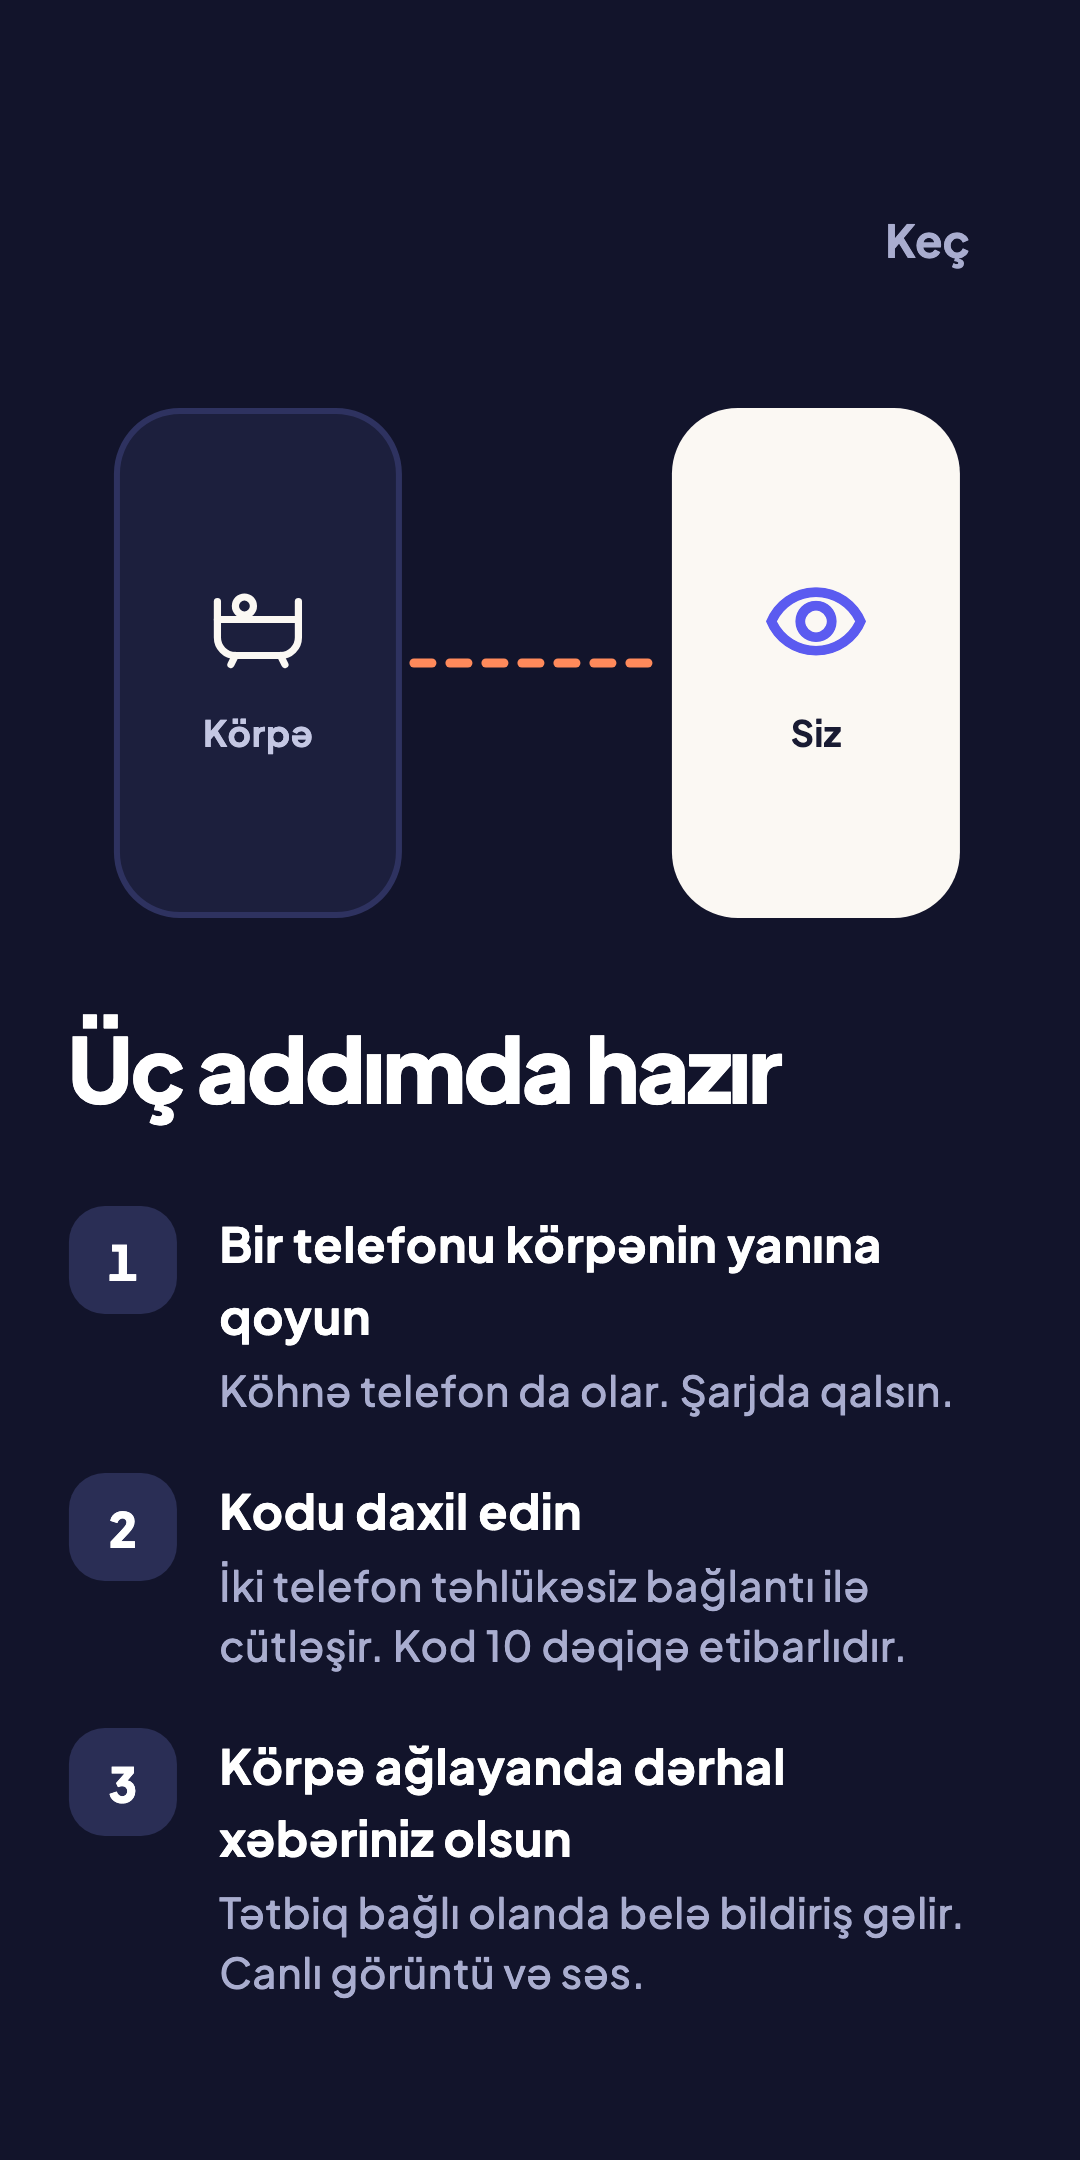 Keç
Körpə
Siz
Üç addımda hazır
1
Bir telefonu körpənin yanına
qoyun
Köhnə telefon da olar. Şarjda qalsın.
2
Kodu daxil edin
İki telefon təhlükəsiz bağlantı ilə
cütləşir. Kod 10 dəqiqə etibarlıdır.
3
Körpə ağlayanda dərhal
xəbəriniz olsun
Tətbiq bağlı olanda belə bildiriş gəlir.
Canlı görüntü və səs.